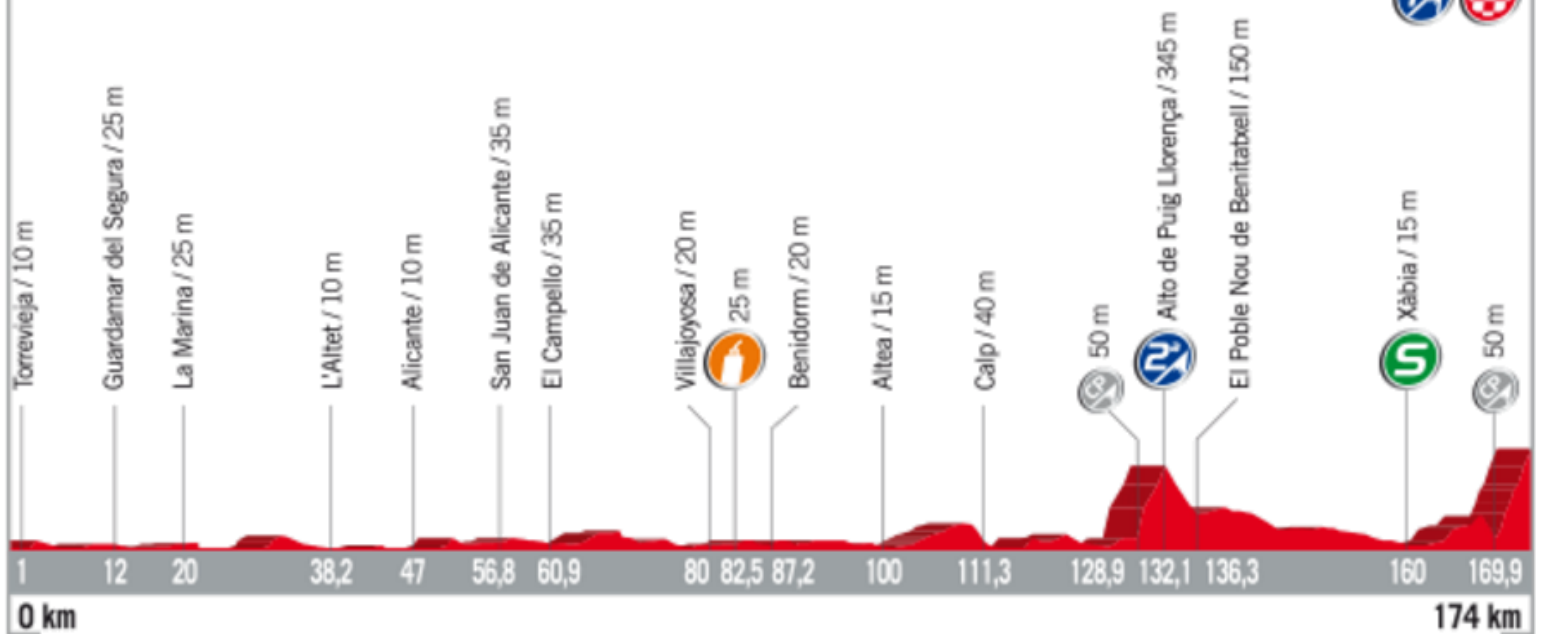 Torrevieja / 10 m
Guardamar del Segura / 25 m
La Marina / 25 m
L'Altet / 10 m
Alicante / 10 m
San Juan de Alicante / 35 m
El Campello / 35 m
Villajoyosa / 20 m
25 m
Benidorm / 20 m
Altea / 15 m
Calp / 40 m
50 m
CP
Alto de Puig Llorença / 345 m
2ª
El Poble Nou de Benitatxell / 150 m
Xàbia / 15 m
S
50 m
CP
1 12 20 38,2 47 56,8 60,9 80 82,5 87,2 100 111,3 128,9 132,1 136,3 160 169,9
0 km 174 km